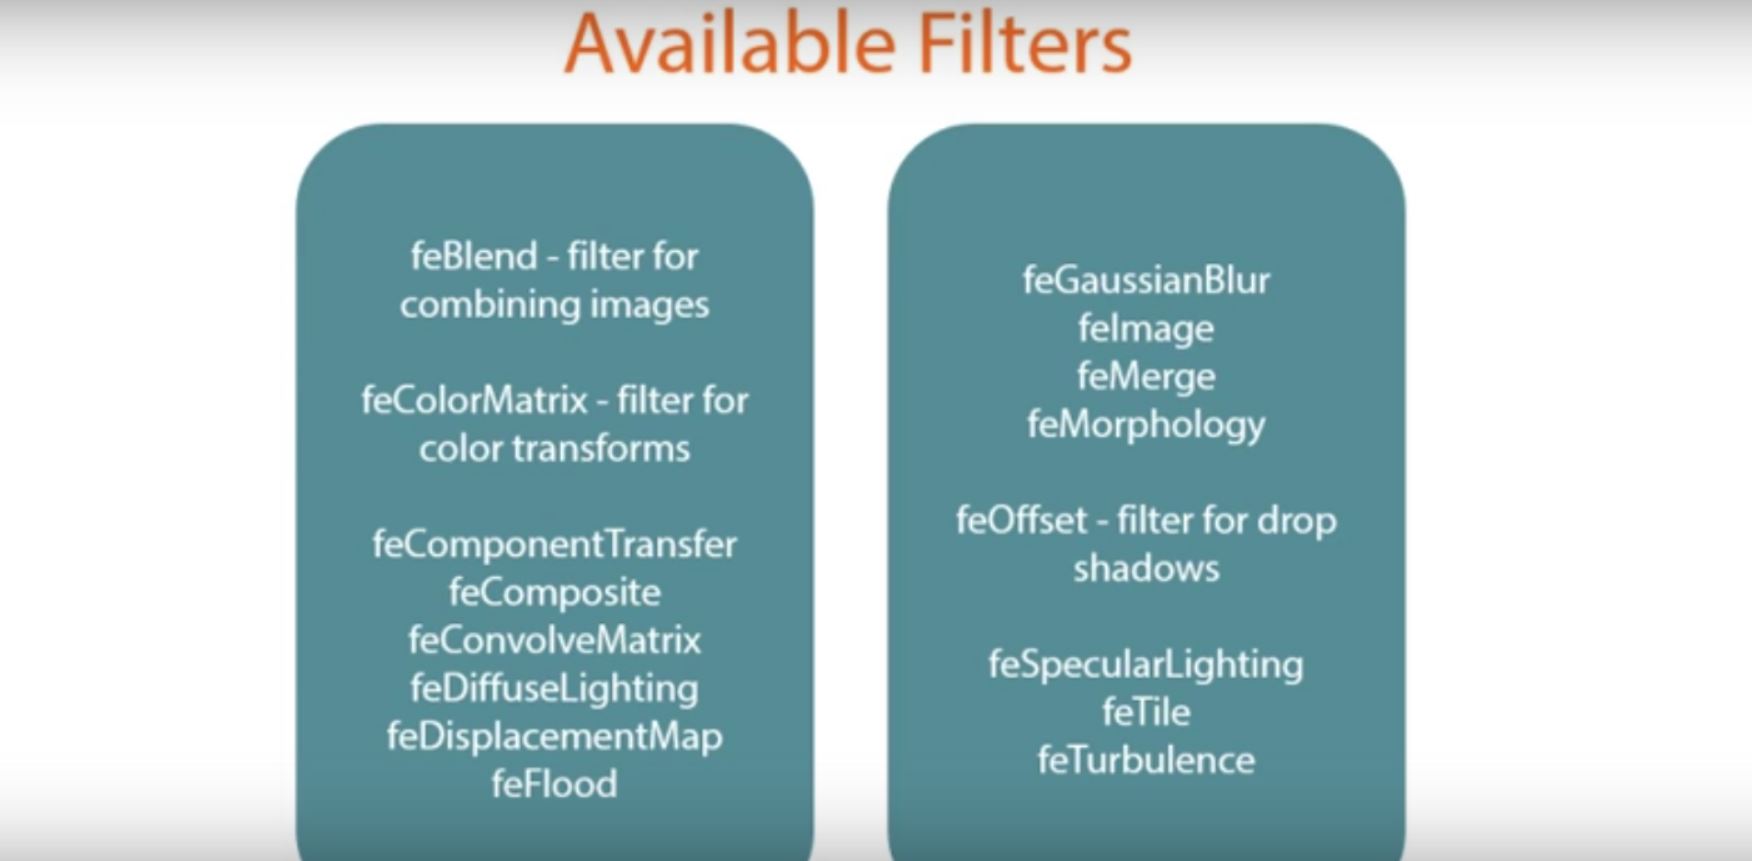 Available Filters
feBlend - filter for
combining images
feColorMatrix - filter for
color transforms
feComponentTransfer
feComposite
feConvolveMatrix
feDiffuseLighting
feDisplacementMap
feFlood
feGaussianBlur
feImage
feMerge
feMorphology
feOffset - filter for drop
shadows
feSpecularLighting
feTile
feTurbulence